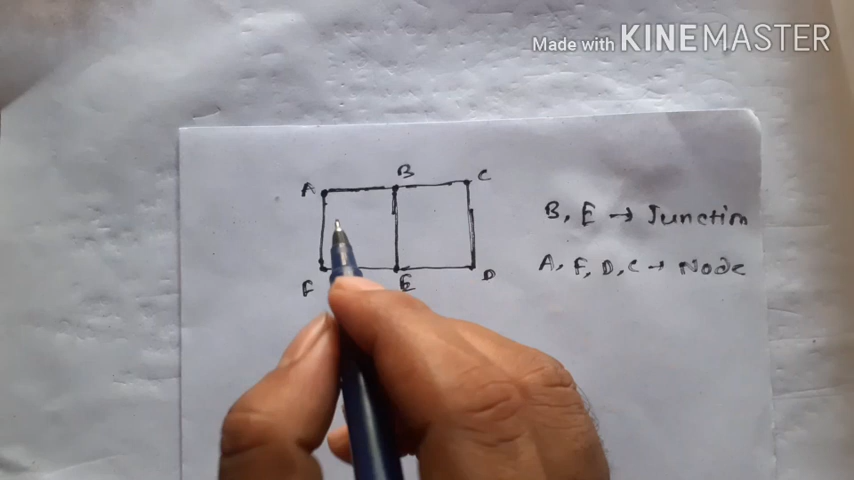 Made with KINEMASTER
A B C
B, E → Junction
A, F, D, C → Node
F E D